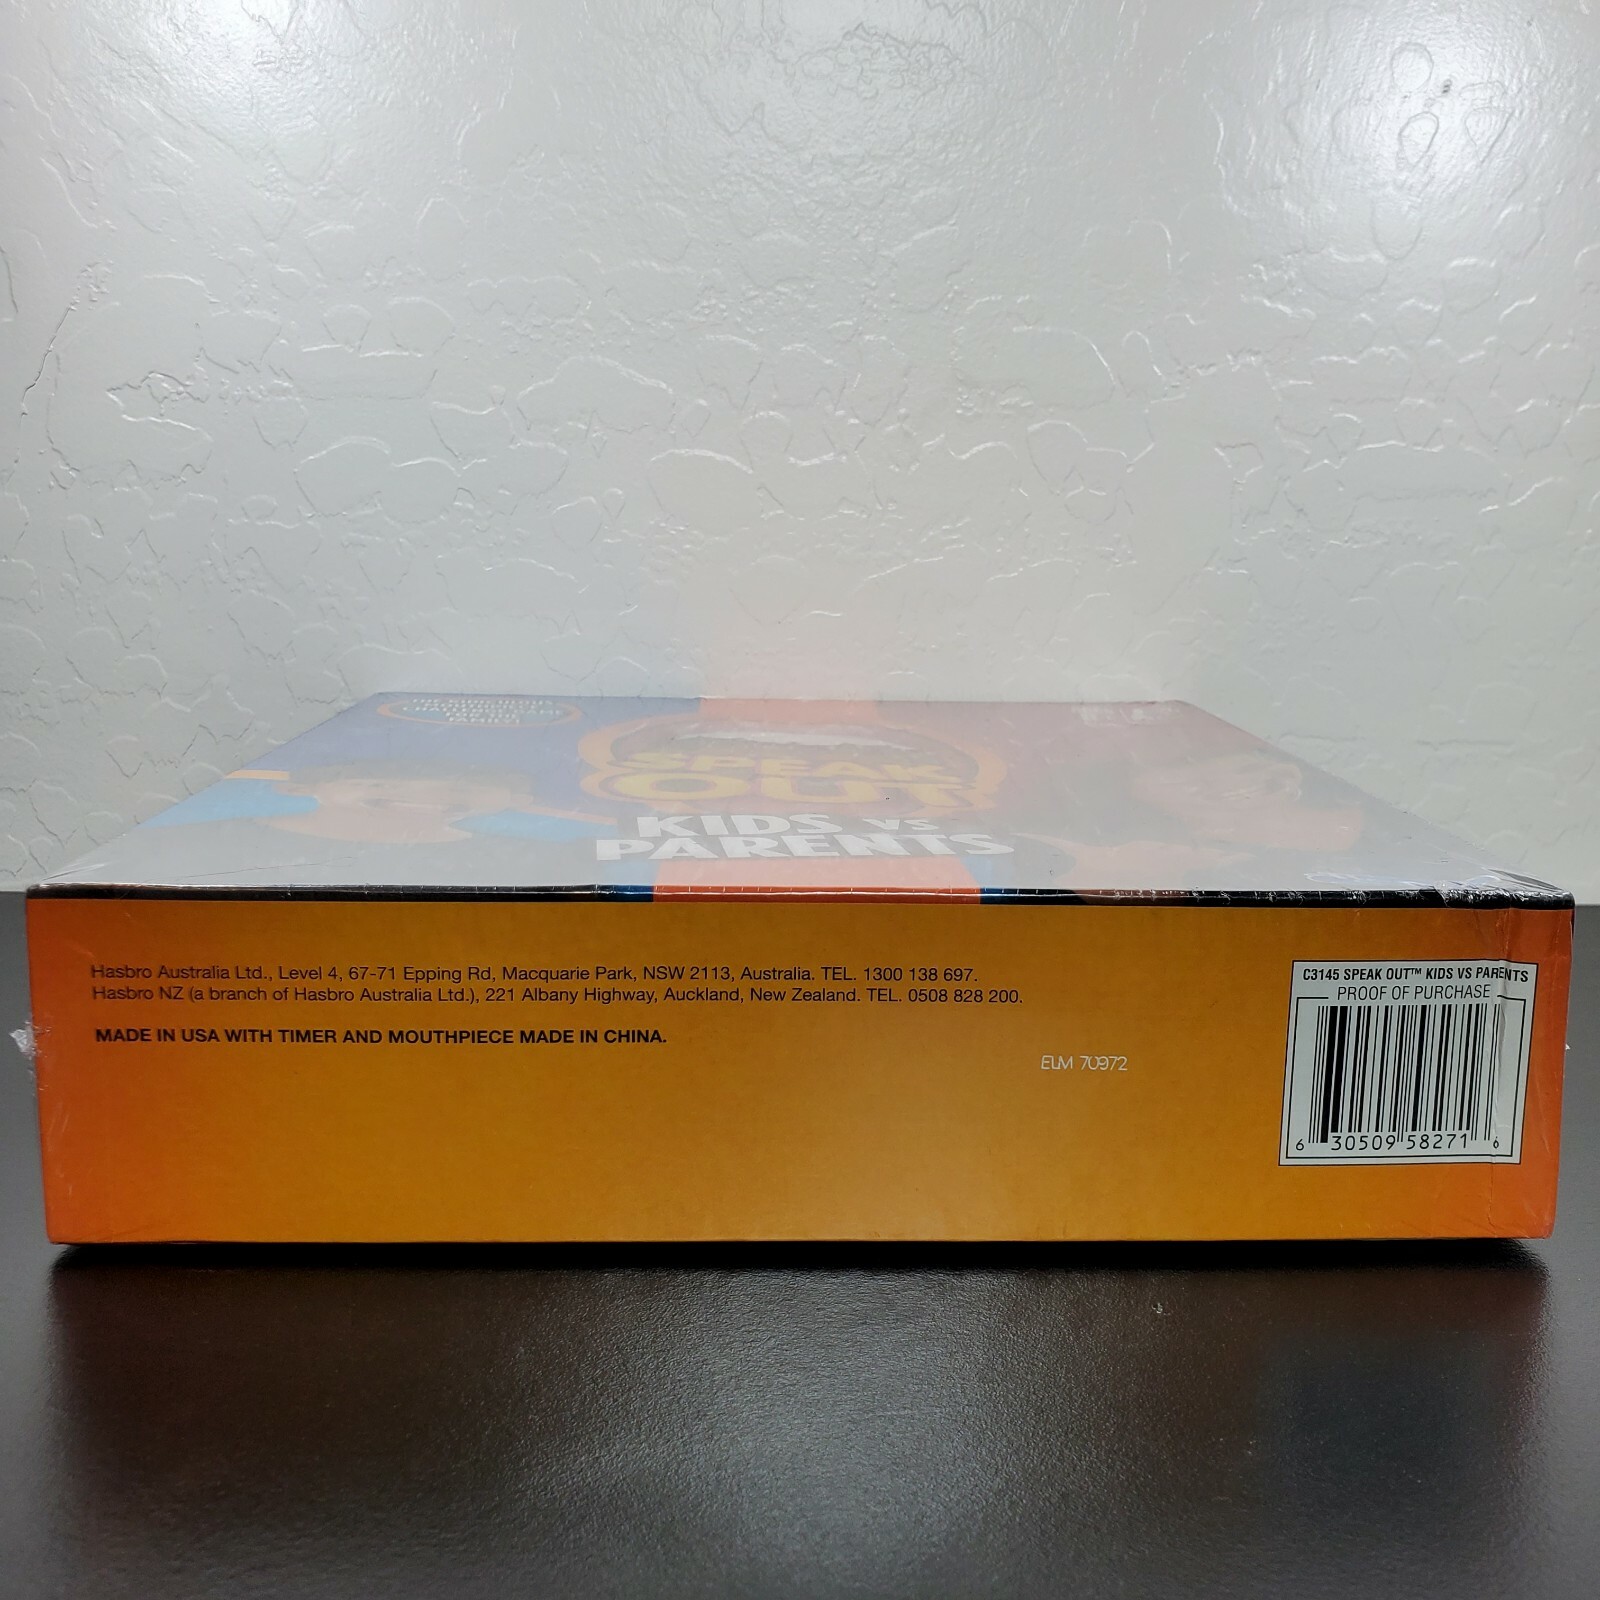 SPEAK
OUT
KIDS VS
PARENTS
Hasbro Australia Ltd., Level 4, 67-71 Epping Rd, Macquarie Park, NSW 2113, Australia. TEL. 1300 138 697.
Hasbro NZ (a branch of Hasbro Australia Ltd.), 221 Albany Highway, Auckland, New Zealand. TEL. 0508 828 200.
MADE IN USA WITH TIMER AND MOUTHPIECE MADE IN CHINA.
ELM 70972
C3145 SPEAK OUT™ KIDS VS PARENTS
PROOF OF PURCHASE
6 30509 58271 6